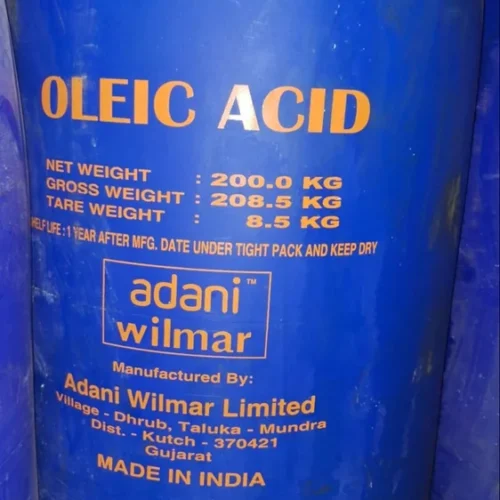 OLEIC ACID
NET WEIGHT : 200.0 KG
GROSS WEIGHT : 208.5 KG
TARE WEIGHT : 8.5 KG
SHELF LIFE : 1 YEAR AFTER MFG. DATE UNDER TIGHT PACK AND KEEP DRY
adani™
wilmar
Manufactured By:
Adani Wilmar Limited
Village - Dhrub, Taluka - Mundra
Dist. - Kutch - 370421
Gujarat
MADE IN INDIA